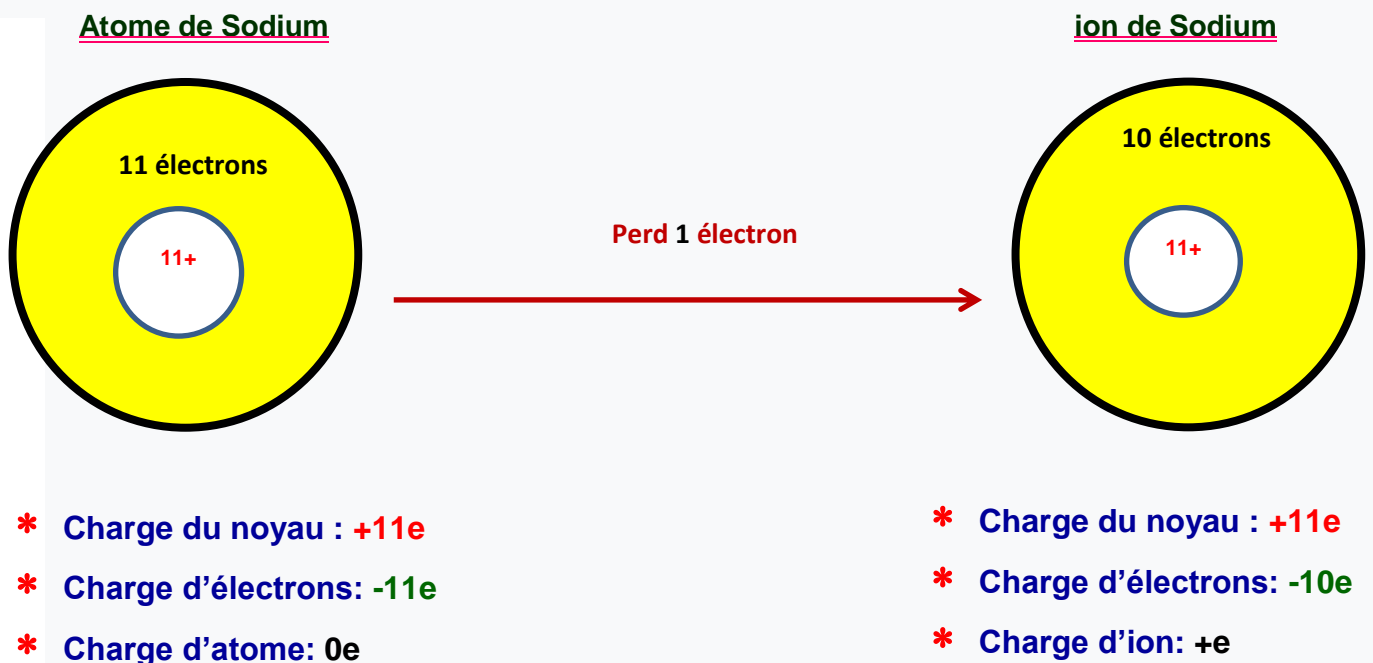 Atome de Sodium
ion de Sodium
11 électrons
10 électrons
11+
Perd 1 électron
11+
* Charge du noyau : +11e
* Charge d’électrons: -11e
* Charge d’atome: 0e
* Charge du noyau : +11e
* Charge d’électrons: -10e
* Charge d’ion: +e